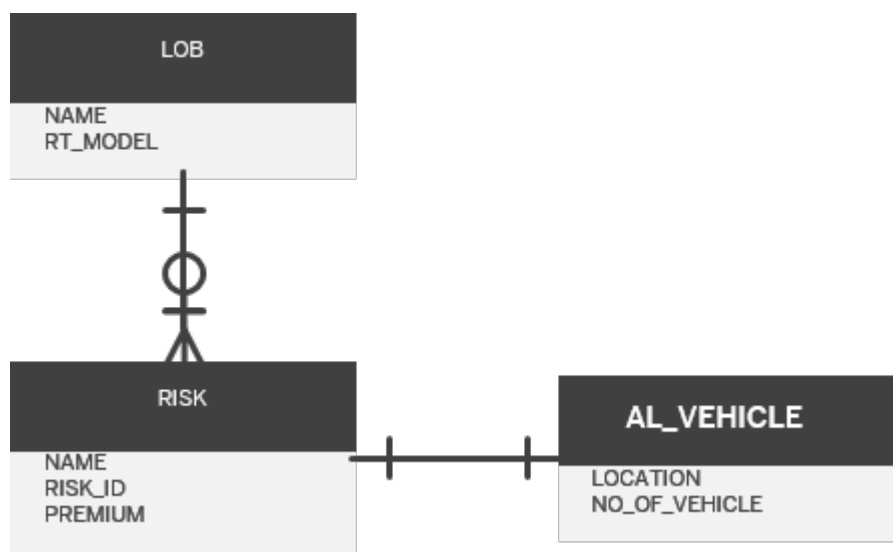 LOB
NAME
RT_MODEL
RISK
NAME
RISK_ID
PREMIUM
AL_VEHICLE
LOCATION
NO_OF_VEHICLE